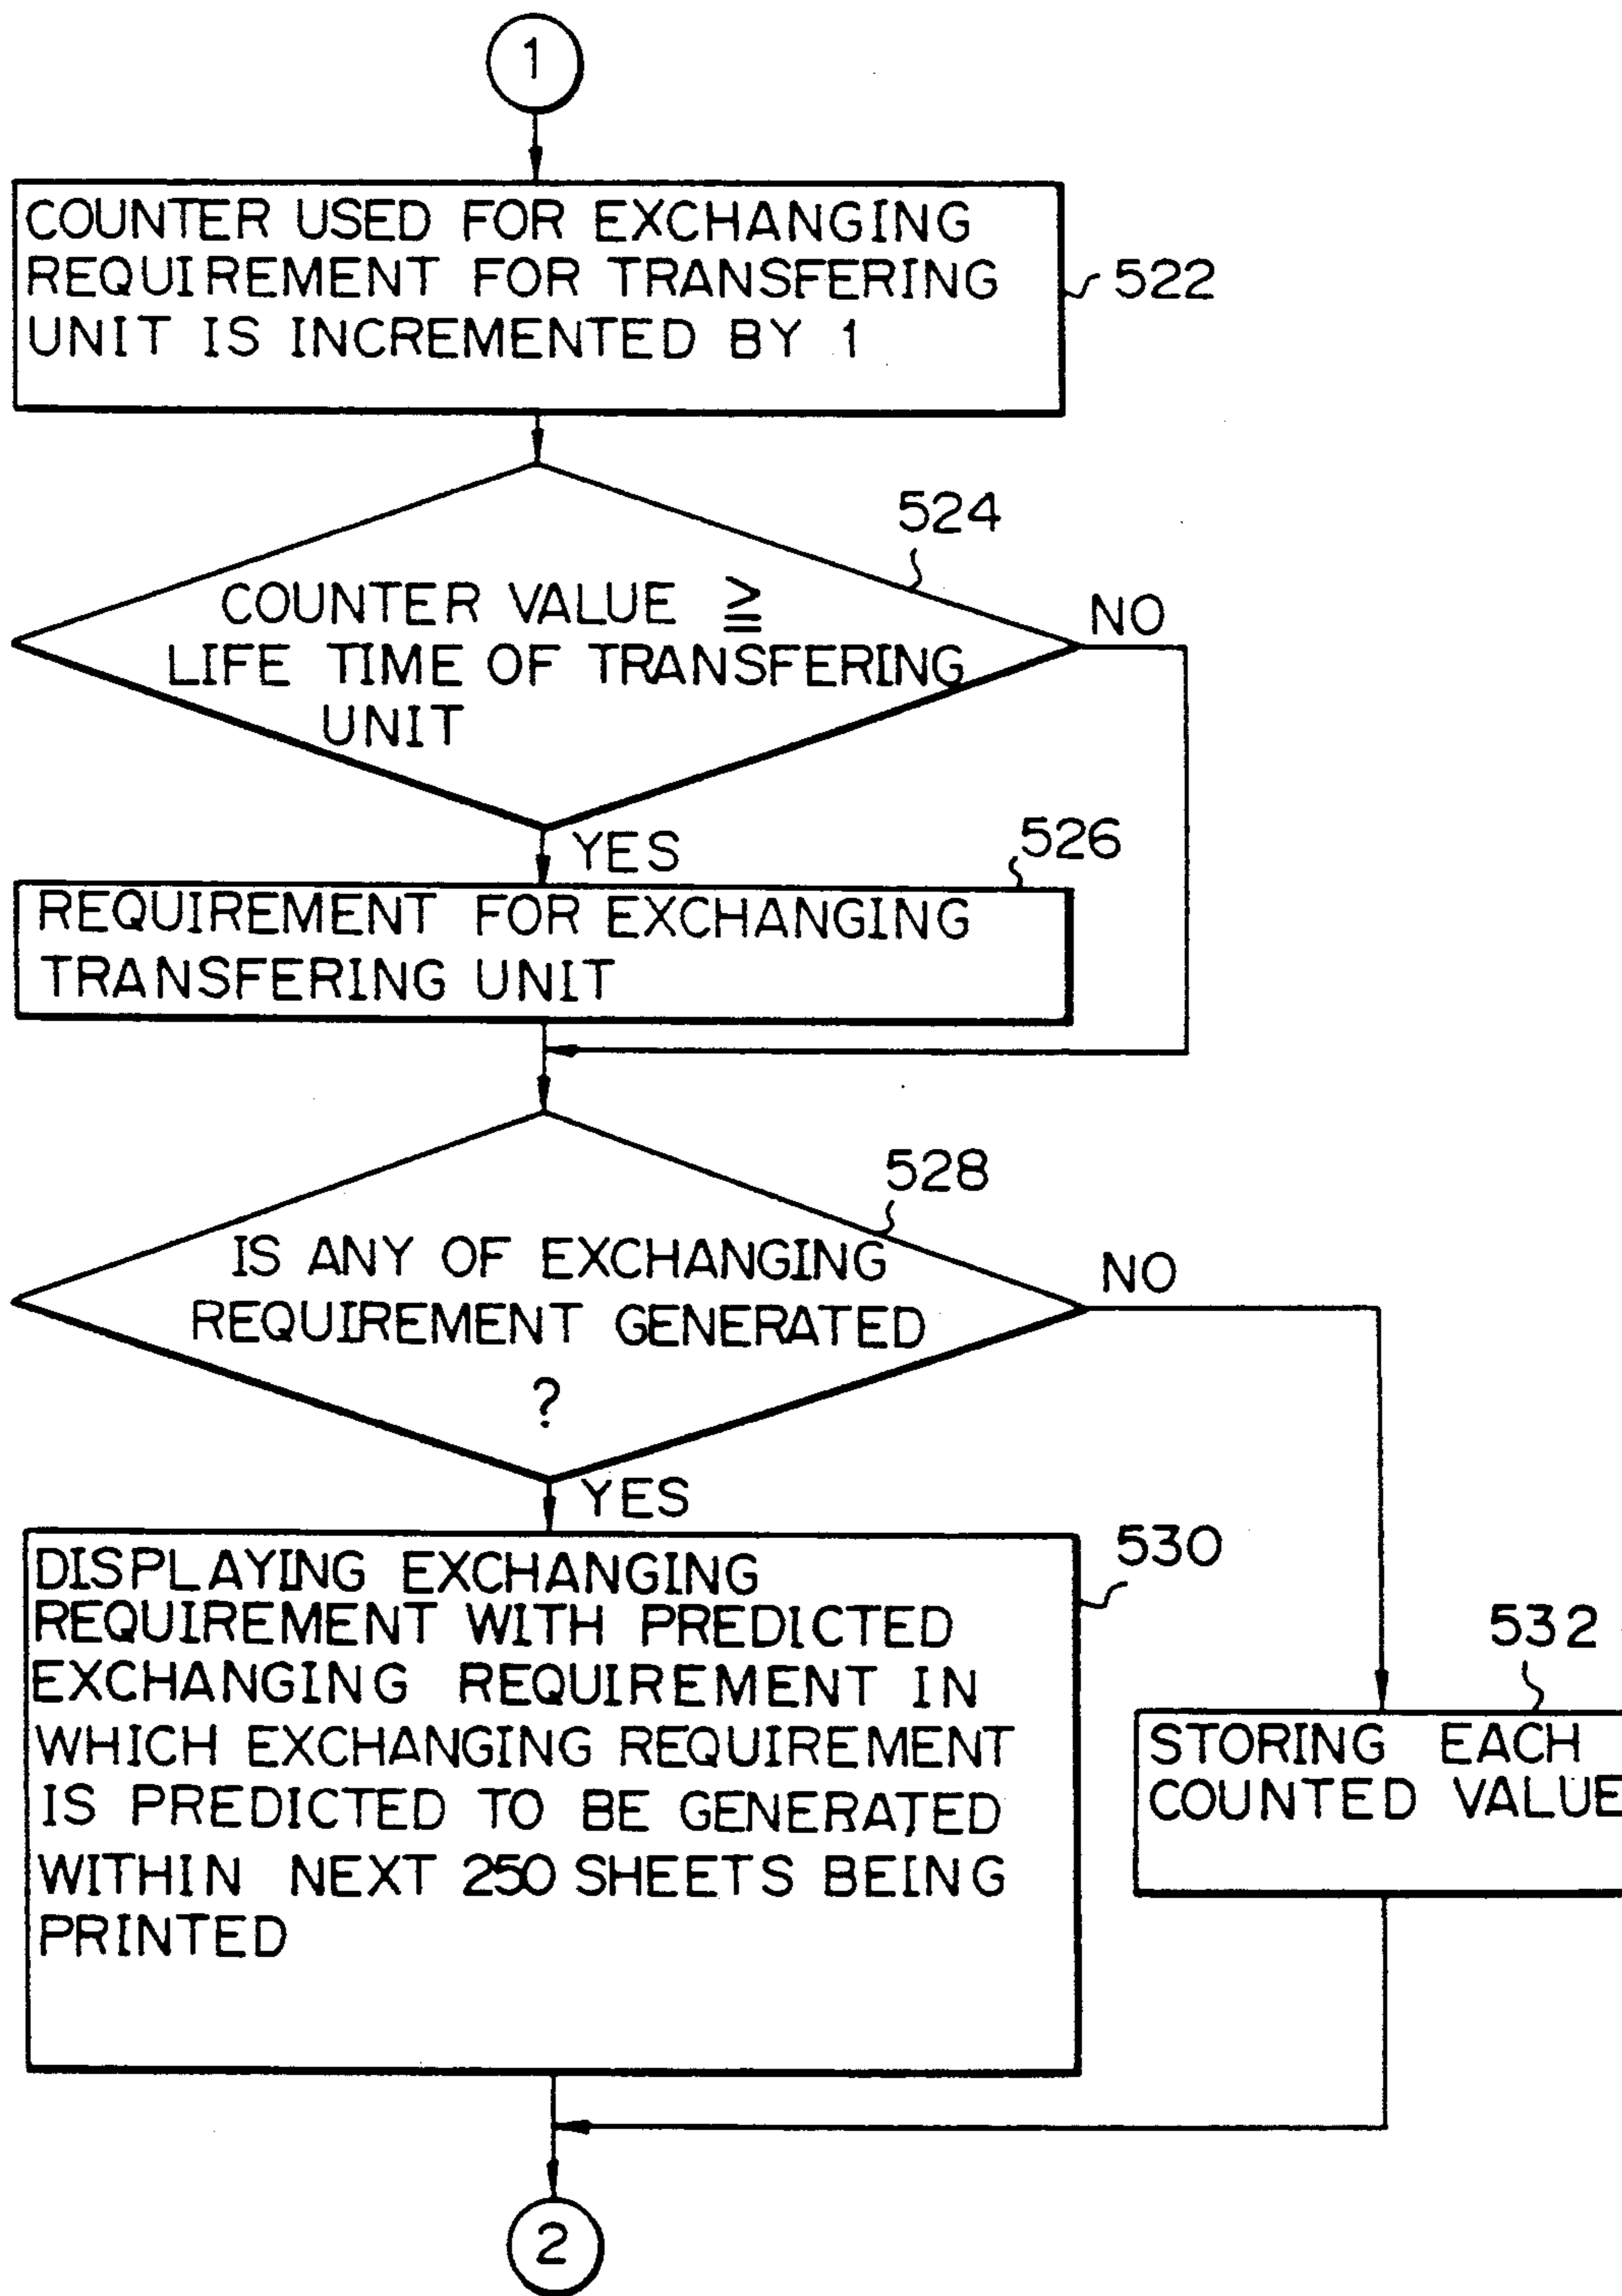 1
COUNTER USED FOR EXCHANGING
REQUIREMENT FOR TRANSFERING
UNIT IS INCREMENTED BY 1
522
524
COUNTER VALUE ≧
LIFE TIME OF TRANSFERING
UNIT
NO
YES
526
REQUIREMENT FOR EXCHANGING
TRANSFERING UNIT
528
IS ANY OF EXCHANGING
REQUIREMENT GENERATED
?
NO
YES
530
DISPLAYING EXCHANGING
REQUIREMENT WITH PREDICTED
EXCHANGING REQUIREMENT IN
WHICH EXCHANGING REQUIREMENT
IS PREDICTED TO BE GENERATED
WITHIN NEXT 250 SHEETS BEING
PRINTED
532
STORING EACH
COUNTED VALUE
2